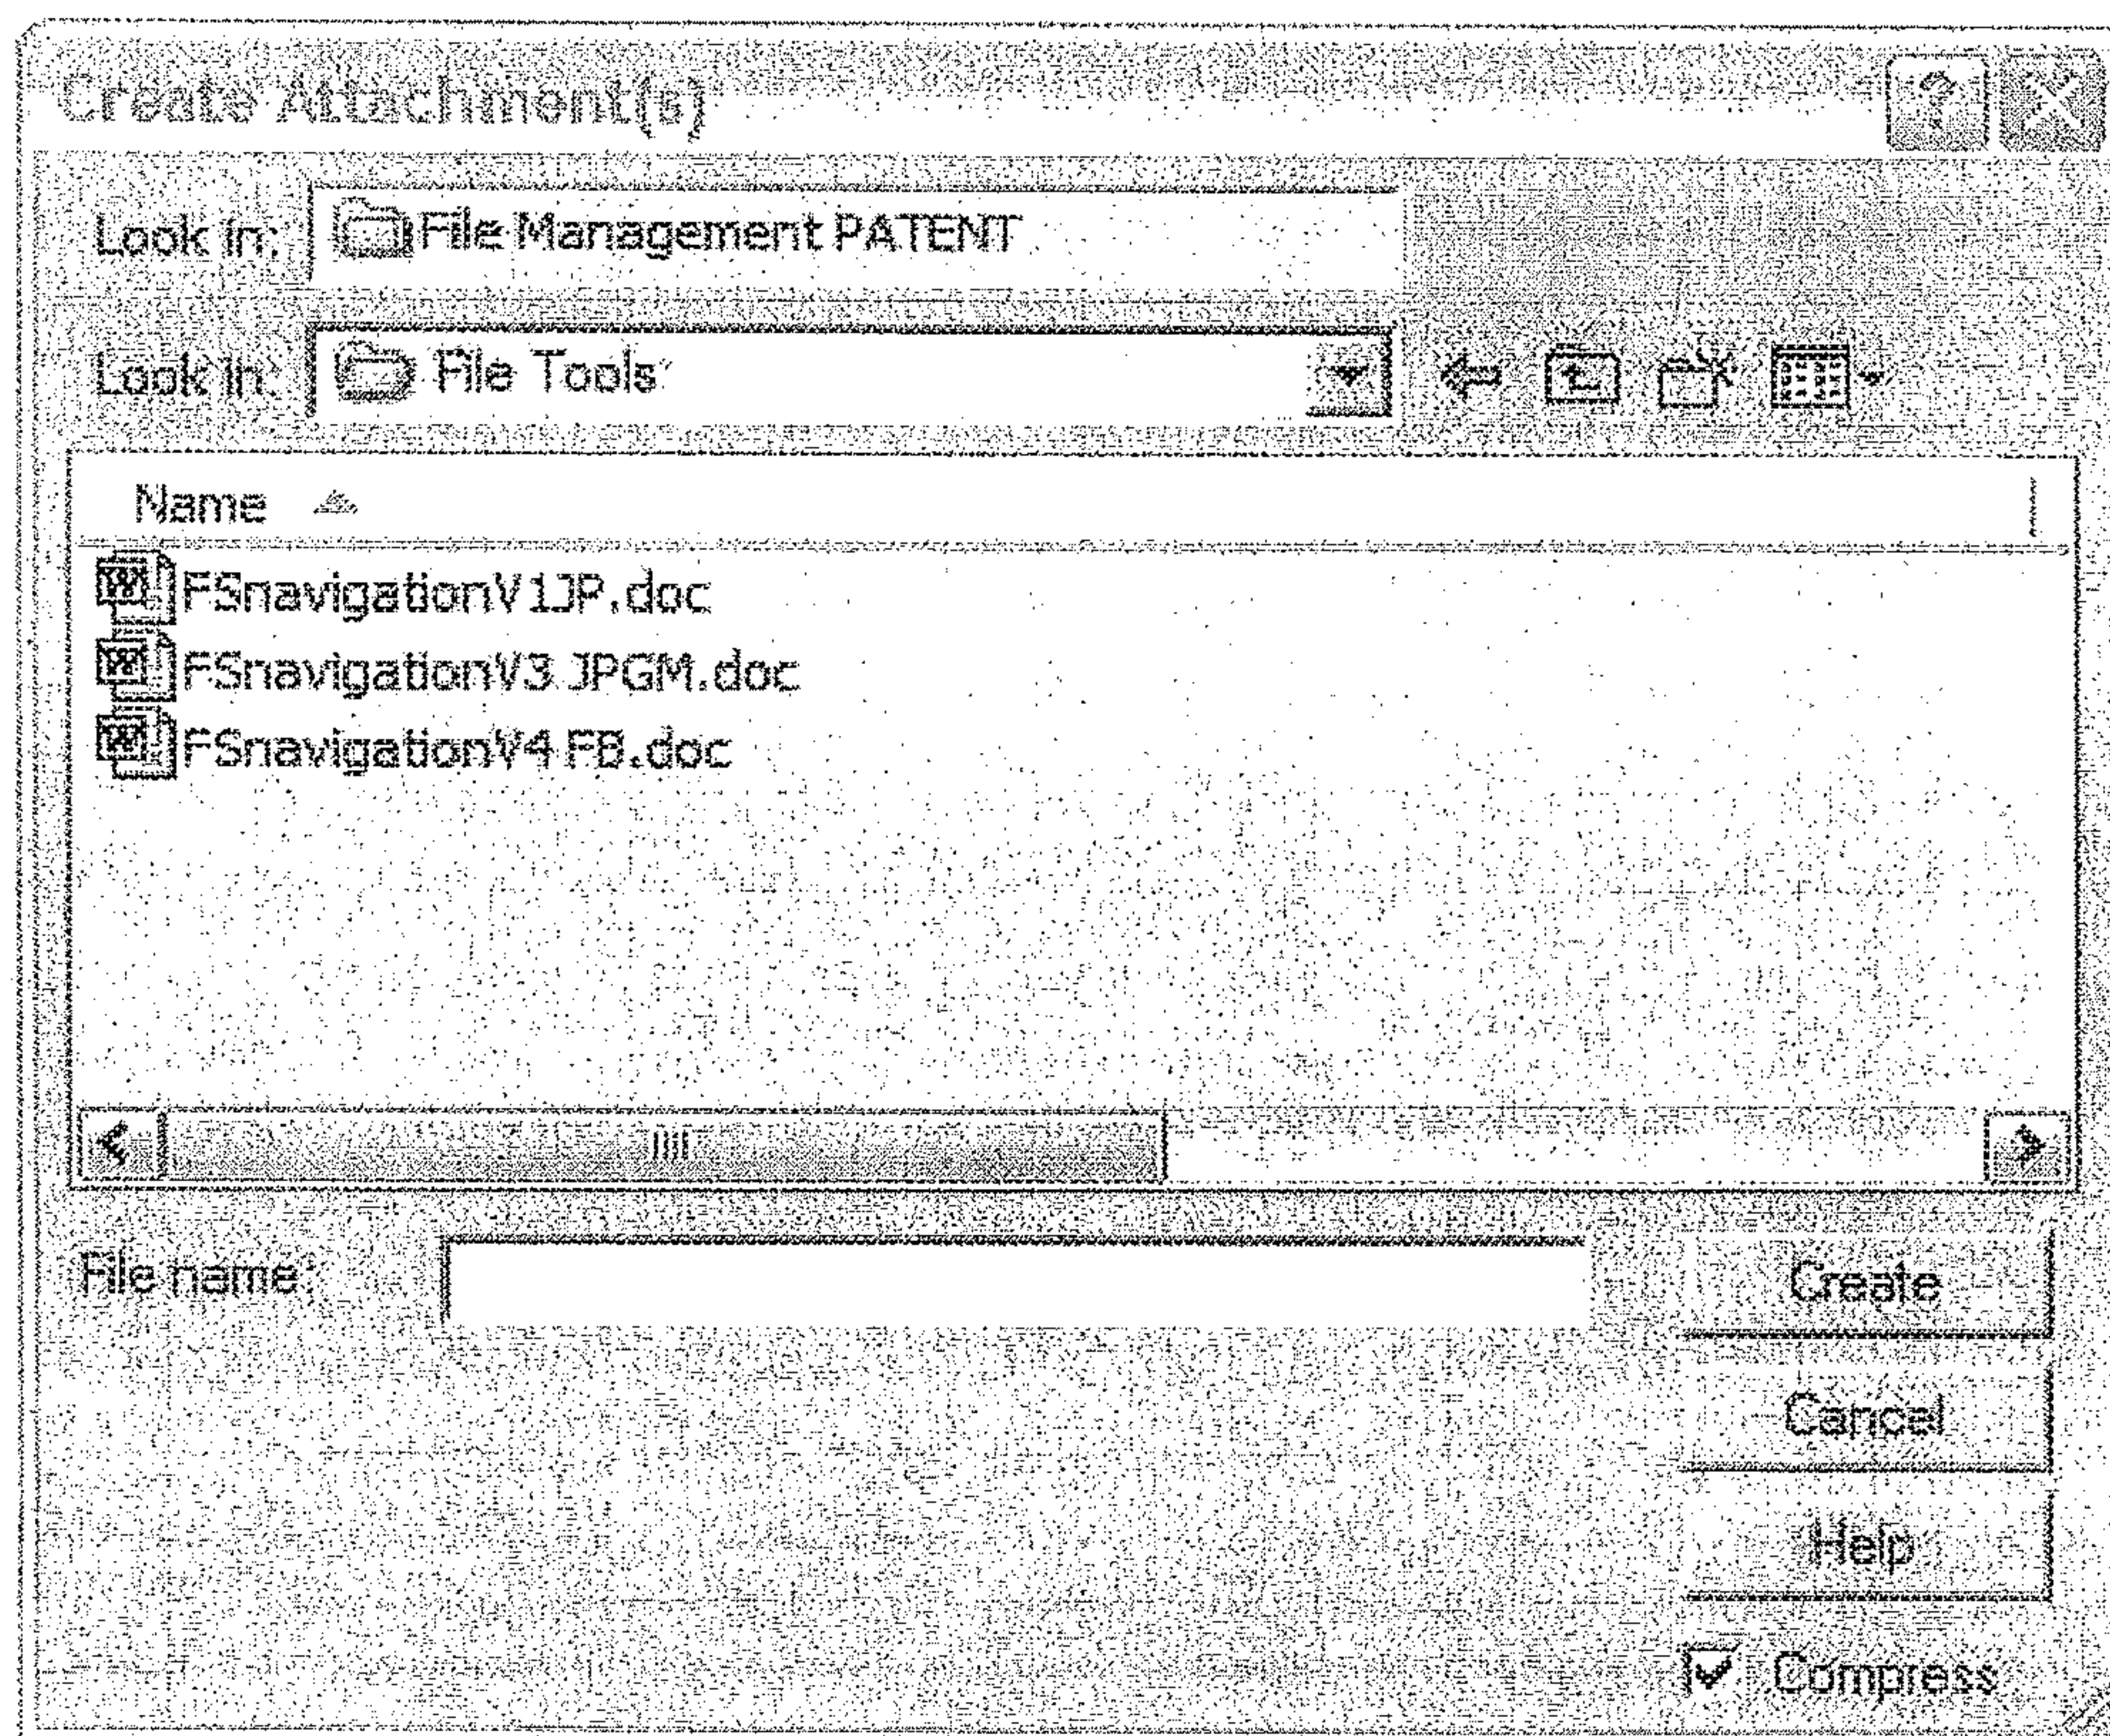 Create Attachment(s)
Look in: File Management PATENT
Look in: File Tools
Name
FSnavigationV1JP.doc
FSnavigationV3 JPGM.doc
FSnavigationV4 FB.doc
File name:
Create
Cancel
Help
Compress